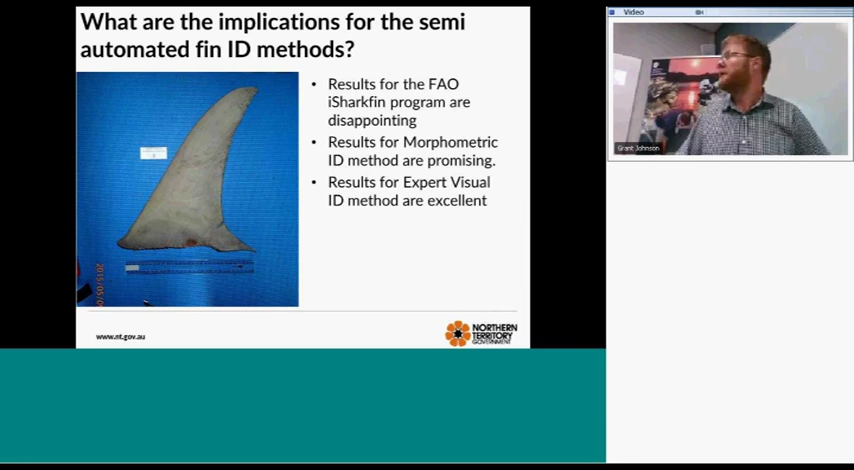 What are the implications for the semi
automated fin ID methods?
• Results for the FAO
iSharkfin program are
disappointing
• Results for Morphometric
ID method are promising.
• Results for Expert Visual
ID method are excellent
www.nt.gov.au
NORTHERN
TERRITORY
GOVERNMENT
Video
Grant Johnson